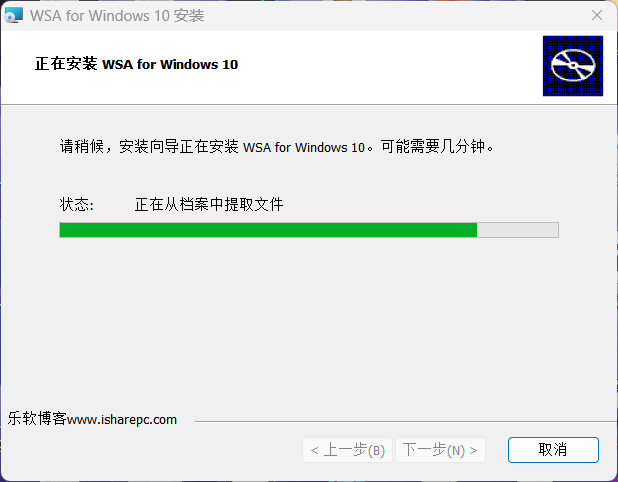 WSA for Windows 10 安装
正在安装 WSA for Windows 10
请稍候，安装向导正在安装 WSA for Windows 10。可能需要几分钟。
状态: 正在从档案中提取文件
乐软博客www.isharepc.com
< 上一步(B) 下一步(N) > 取消